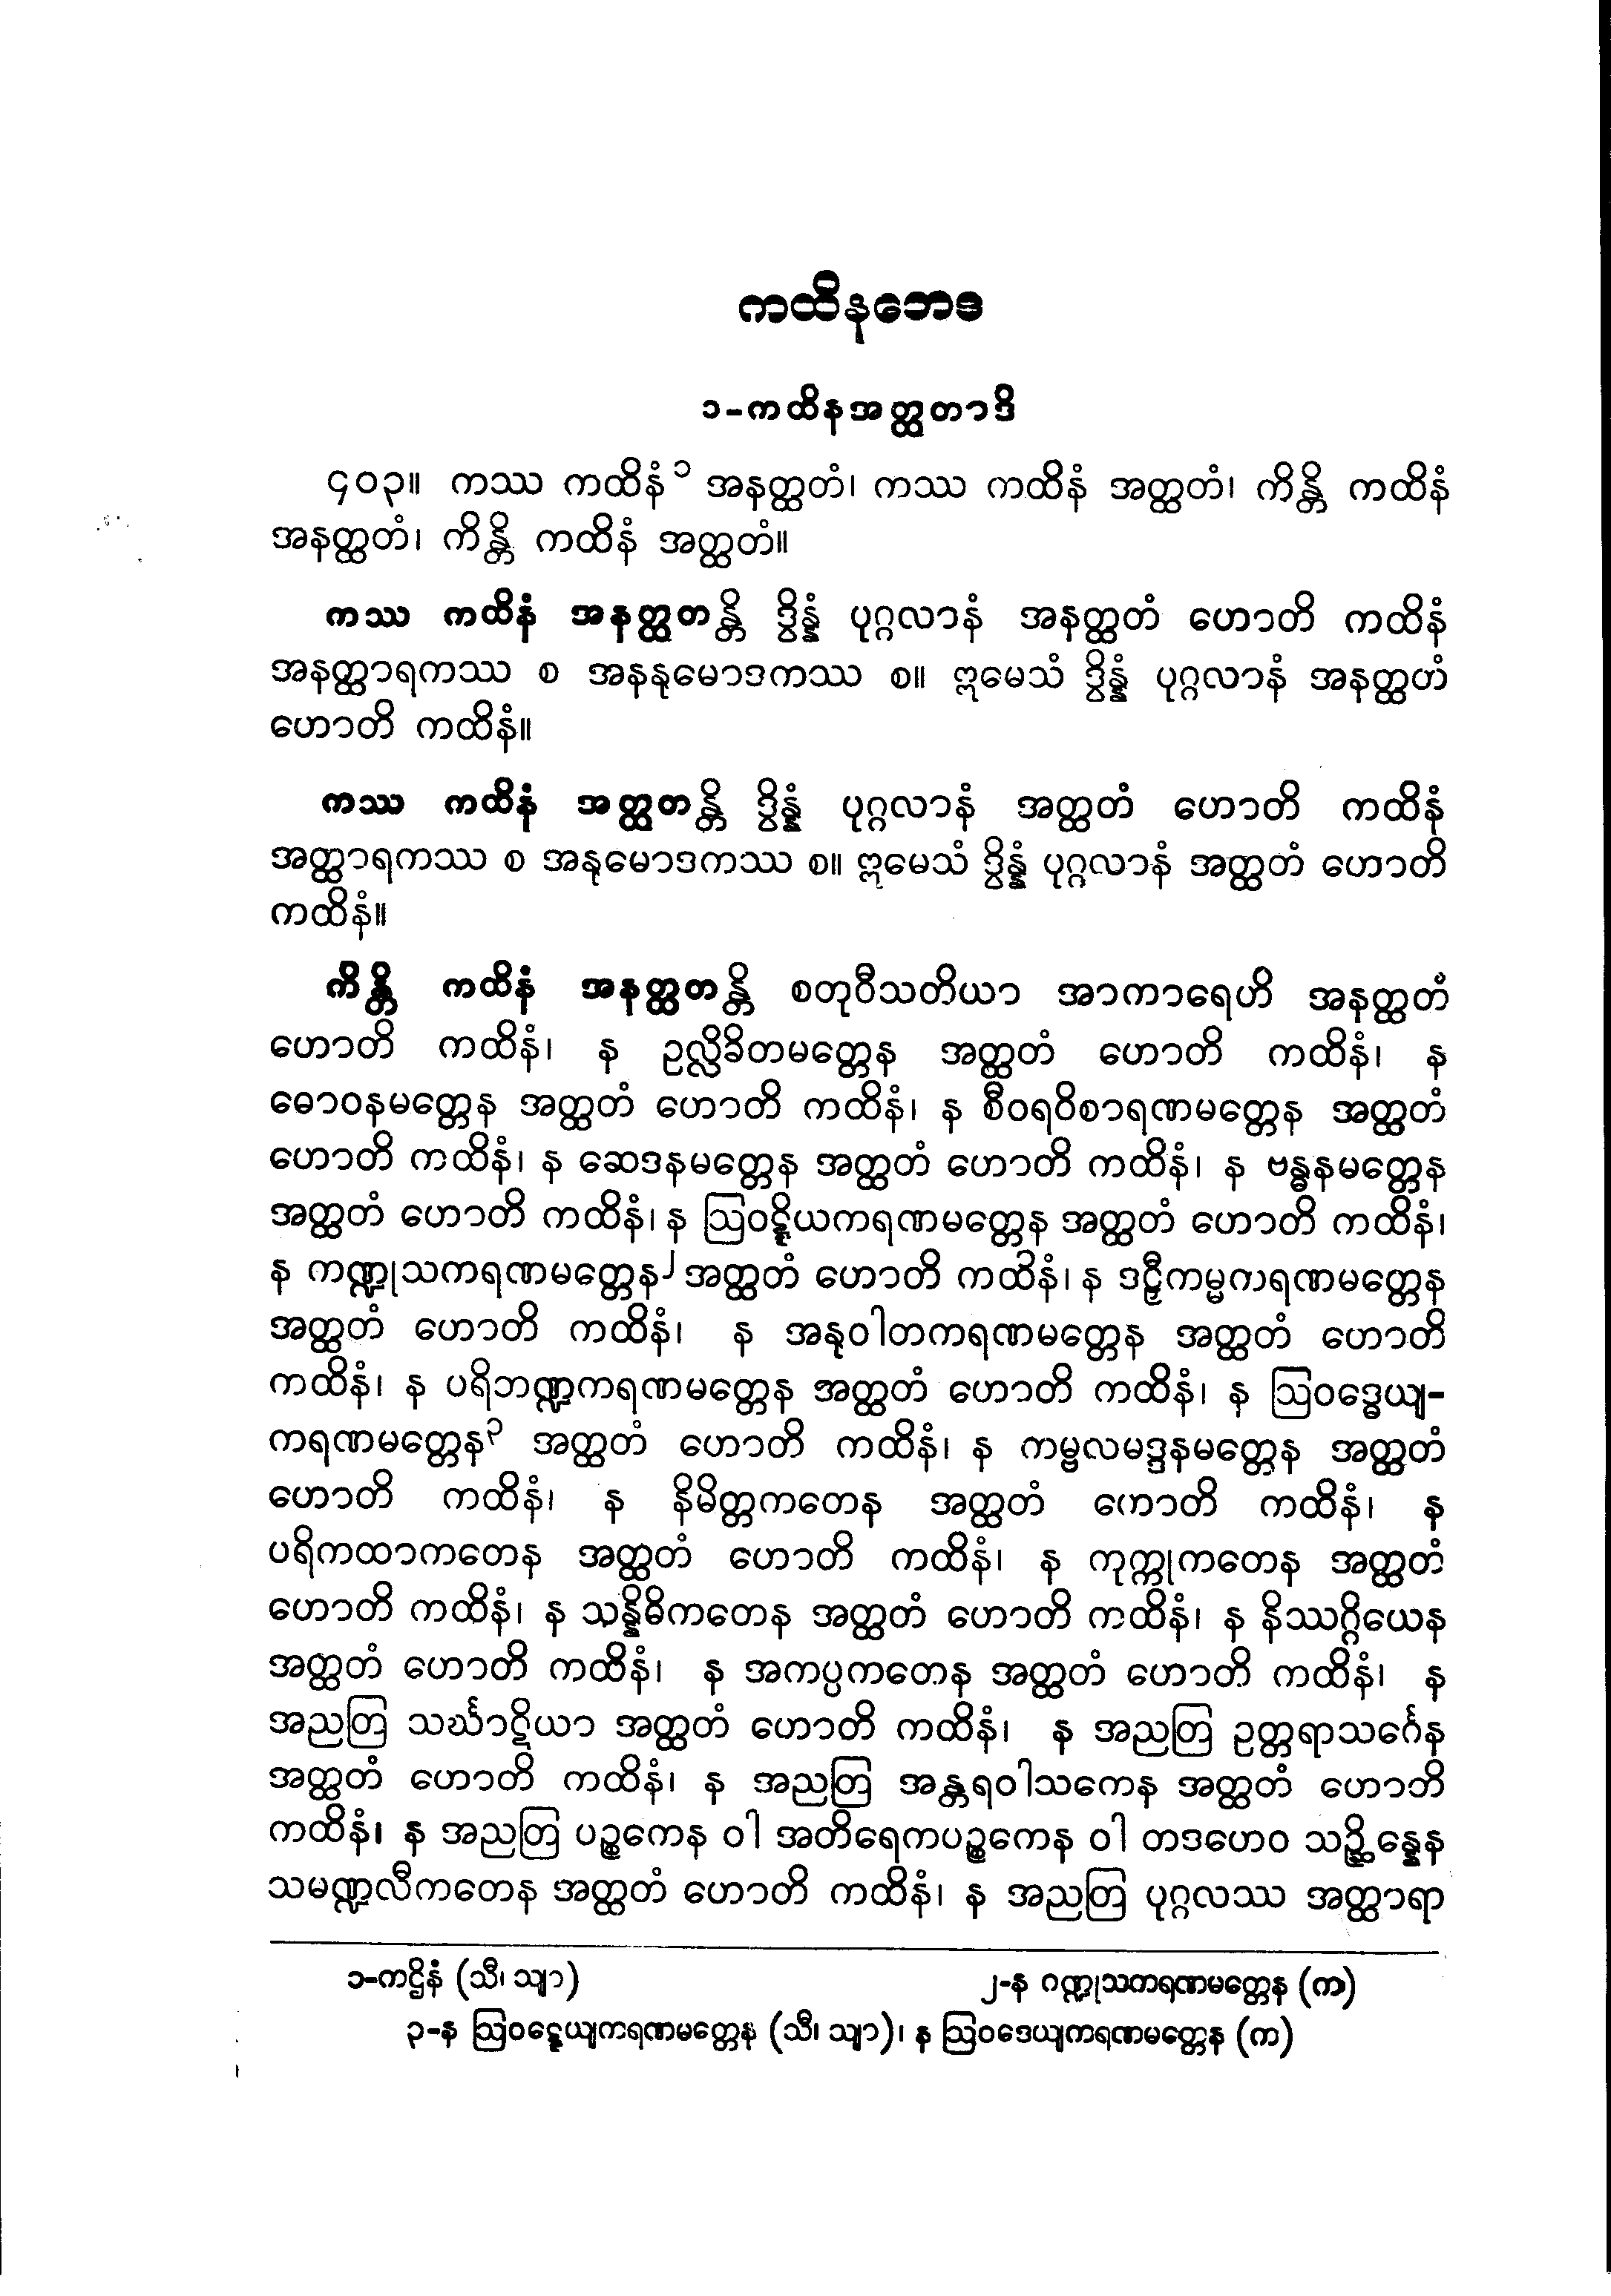 ကထိနဘေဒ
၁-ကထိနအတ္ထတာဒိ
၄၀၃။ ကဿ ကထိနံ၁ အနတ္ထတံ၊ ကဿ ကထိနံ အတ္ထတံ၊ ကိန္တိ ကထိနံ
အနတ္ထတံ၊ ကိန္တိ ကထိနံ အတ္ထတံ။
ကဿ ကထိနံ အနတ္ထတန္တိ ဒွိန္နံ ပုဂ္ဂလာနံ အနတ္ထတံ ဟောတိ ကထိနံ
အနတ္ထာရကဿ စ အနနုမောဒကဿ စ။ ဣမေသံ ဒွိန္နံ ပုဂ္ဂလာနံ အနတ္ထတံ
ဟောတိ ကထိနံ။
ကဿ ကထိနံ အတ္ထတန္တိ ဒွိန္နံ ပုဂ္ဂလာနံ အတ္ထတံ ဟောတိ ကထိနံ
အတ္ထာရကဿ စ အနုမောဒကဿ စ။ ဣမေသံ ဒွိန္နံ ပုဂ္ဂလာနံ အတ္ထတံ ဟောတိ
ကထိနံ။
ကိန္တိ ကထိနံ အနတ္ထတန္တိ စတုဝီသတိယာ အာကာရေဟိ အနတ္ထတံ
ဟောတိ ကထိနံ၊ န ဥလ္လိခိတမတ္တေန အတ္ထတံ ဟောတိ ကထိနံ၊ န
ဓောဝနမတ္တေန အတ္ထတံ ဟောတိ ကထိနံ၊ န စီဝရဝိစာရဏမတ္တေန အတ္ထတံ
ဟောတိ ကထိနံ၊ န ဆေဒနမတ္တေန အတ္ထတံ ဟောတိ ကထိနံ၊ န ဗန္ဓနမတ္တေန
အတ္ထတံ ဟောတိ ကထိနံ၊ န ဩဝဋ္ဋိယကရဏမတ္တေန အတ္ထတံ ဟောတိ ကထိနံ၊
န ကဏ္ဍုသကရဏမတ္တေန၂ အတ္ထတံ ဟောတိ ကထိနံ၊ န ဒဠှီကမ္မကရဏမတ္တေန
အတ္ထတံ ဟောတိ ကထိနံ၊ န အနုဝါတကရဏမတ္တေန အတ္ထတံ ဟောတိ
ကထိနံ၊ န ပရိဘဏ္ဍကရဏမတ္တေန အတ္ထတံ ဟောတိ ကထိနံ၊ န ဩဝဒ္ဓေယျ-
ကရဏမတ္တေန၃ အတ္ထတံ ဟောတိ ကထိနံ၊ န ကမ္ဗလမဒ္ဒနမတ္တေန အတ္ထတံ
ဟောတိ ကထိနံ၊ န နိမိတ္တကတေန အတ္ထတံ ဟောတိ ကထိနံ၊ န
ပရိကထာကတေန အတ္ထတံ ဟောတိ ကထိနံ၊ န ကုက္ကုကတေန အတ္ထတံ
ဟောတိ ကထိနံ၊ န သန္နိဓိကတေန အတ္ထတံ ဟောတိ ကထိနံ၊ န နိဿဂ္ဂိယေန
အတ္ထတံ ဟောတိ ကထိနံ၊ န အကပ္ပကတေန အတ္ထတံ ဟောတိ ကထိနံ၊ န
အညတြ သင်္ဃာဋိယာ အတ္ထတံ ဟောတိ ကထိနံ၊ န အညတြ ဥတ္တရာသင်္ဂေန
အတ္ထတံ ဟောတိ ကထိနံ၊ န အညတြ အန္တရဝါသကေန အတ္ထတံ ဟောတိ
ကထိနံ၊ န အညတြ ပဉ္စကေန ဝါ အတိရေကပဉ္စကေန ဝါ တဒဟေဝ သဉ္ဆိန္နေန
သမဏ္ဍလီကတေန အတ္ထတံ ဟောတိ ကထိနံ၊ န အညတြ ပုဂ္ဂလဿ အတ္ထာရာ
၁-ကဌိနံ (သီ၊ သျာ) ၂-န ဂဏ္ဍုသကရဏမတ္တေန (က)
၃-န ဩဝဋ္ဋေယျကရဏမတ္တေန (သီ၊ သျာ)၊ န ဩဝဒေယျကရဏမတ္တေန (က)